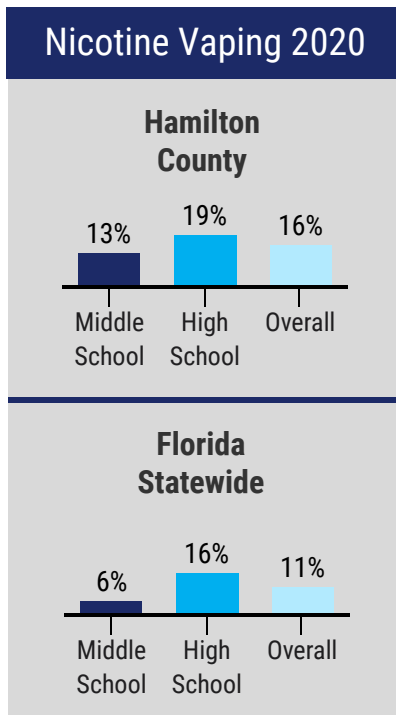 Nicotine Vaping 2020
Hamilton
County
13%
19%
16%
Middle
School
High
School
Overall
Florida
Statewide
6%
16%
11%
Middle
School
High
School
Overall